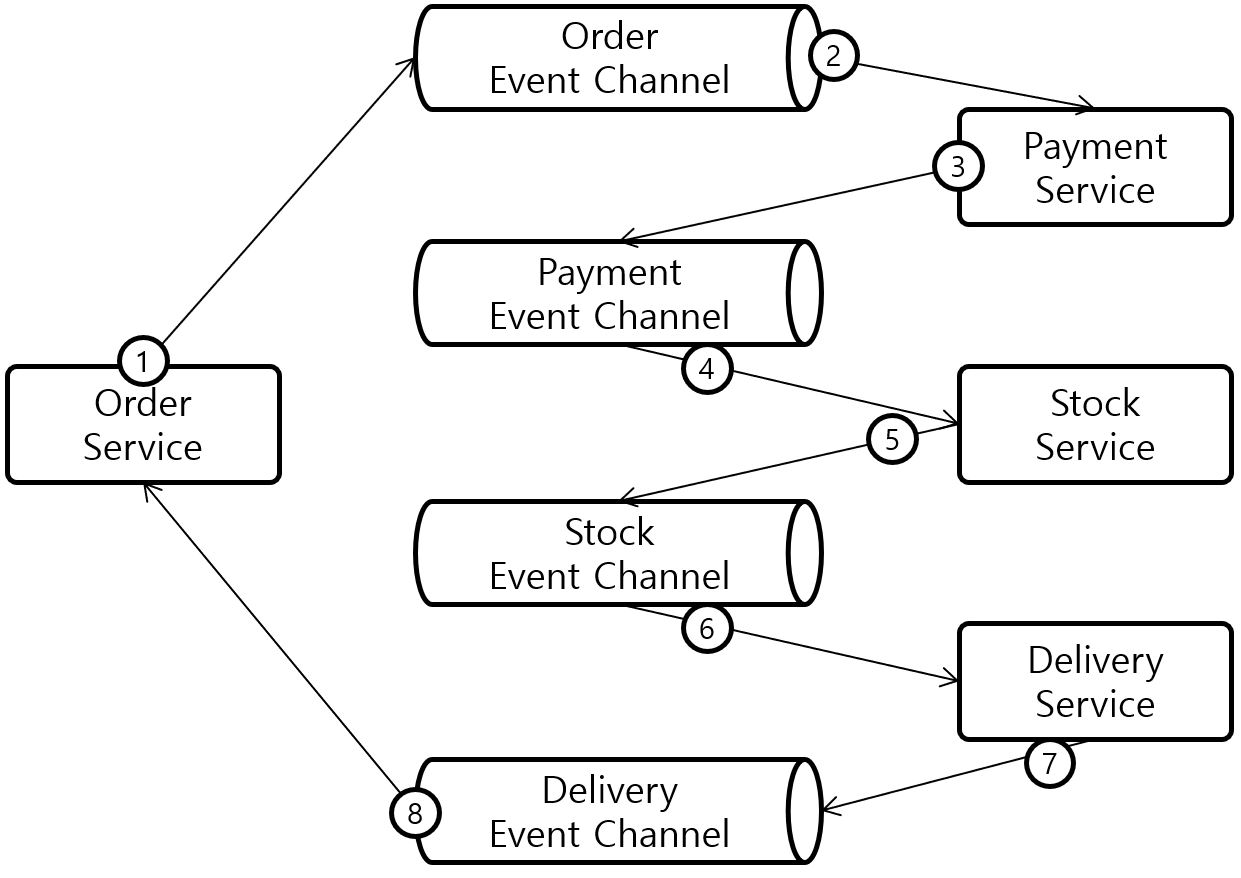 Order
Event Channel
2
Payment
Service
3
Payment
Event Channel
1
4
Order
Service
Stock
Service
5
Stock
Event Channel
6
Delivery
Service
7
Delivery
Event Channel
8